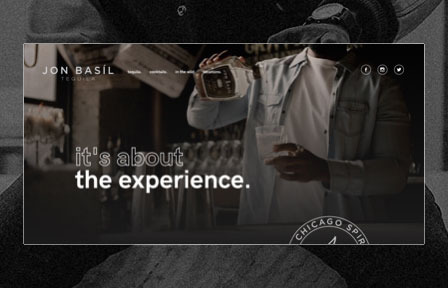 JON BASÍL
TEQUILA
tequila. cocktails. in the wild. locations.
it's about
the experience.
CHICAGO SPIR